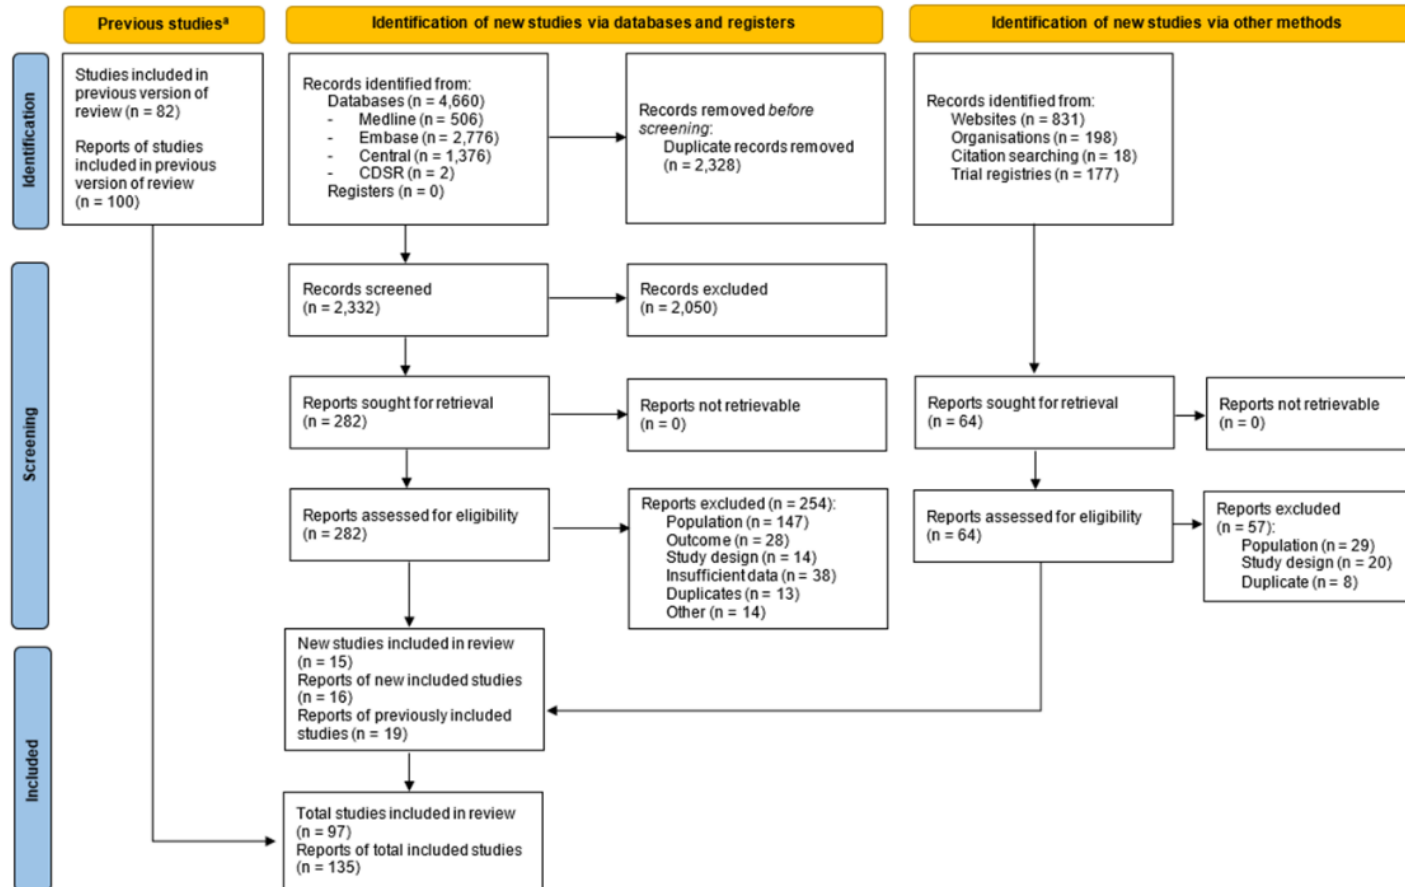 Previous studiesª
Identification of new studies via databases and registers
Identification of new studies via other methods
Identification
Studies included in
previous version of
review (n = 82)
Reports of studies
included in previous
version of review
(n = 100)
Records identified from:
Databases (n = 4,660)
- Medline (n = 506)
- Embase (n = 2,776)
- Central (n = 1,376)
- CDSR (n = 2)
Registers (n = 0)
Records removed before
screening:
Duplicate records removed
(n = 2,328)
Records identified from:
Websites (n = 831)
Organisations (n = 198)
Citation searching (n = 18)
Trial registries (n = 177)
Screening
Records screened
(n = 2,332)
Records excluded
(n = 2,050)
Reports sought for retrieval
(n = 282)
Reports not retrievable
(n = 0)
Reports sought for retrieval
(n = 64)
Reports not retrievable
(n = 0)
Reports assessed for eligibility
(n = 282)
Reports excluded (n = 254):
Population (n = 147)
Outcome (n = 28)
Study design (n = 14)
Insufficient data (n = 38)
Duplicates (n = 13)
Other (n = 14)
Reports assessed for eligibility
(n = 64)
Reports excluded
(n = 57):
Population (n = 29)
Study design (n = 20)
Duplicate (n = 8)
Included
New studies included in review
(n = 15)
Reports of new included studies
(n = 16)
Reports of previously included
studies (n = 19)
Total studies included in review
(n = 97)
Reports of total included studies
(n = 135)